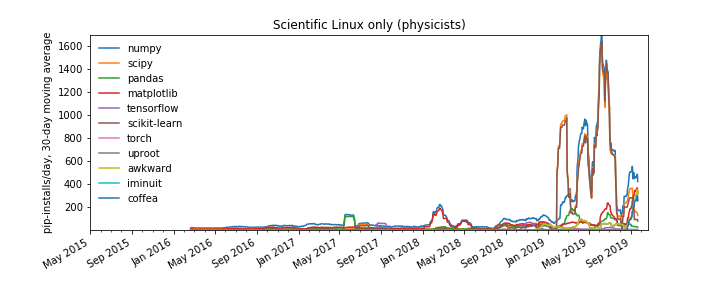 Scientific Linux only (physicists)
pip-installs/day, 30-day moving average
1600
1400
1200
1000
800
600
400
200
numpy
scipy
pandas
matplotlib
tensorflow
scikit-learn
torch
uproot
awkward
iminuit
coffea
May 2015
Sep 2015
Jan 2016
May 2016
Sep 2016
Jan 2017
May 2017
Sep 2017
Jan 2018
May 2018
Sep 2018
Jan 2019
May 2019
Sep 2019